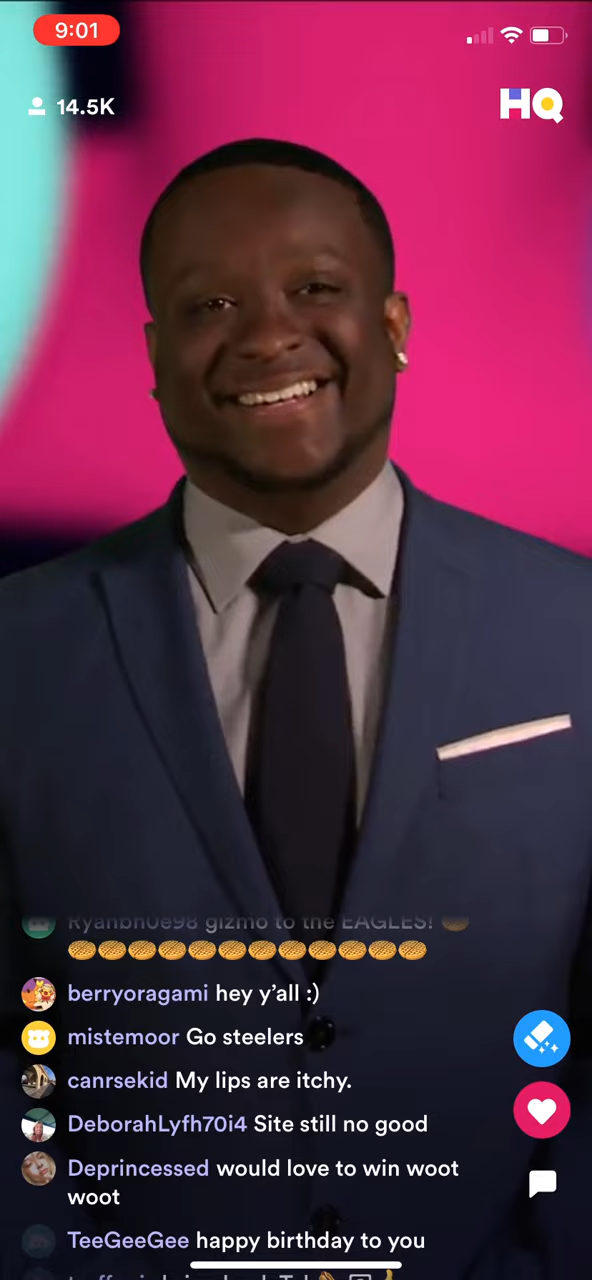 9:01
14.5K
HQ
Ryanbh0e98 gizmo to the EAGLES!
berryoragami hey y’all :)
mistemoor Go steelers
canrsekid My lips are itchy.
DeborahLyfh70i4 Site still no good
Deprincessed would love to win woot
woot
TeeGeeGee happy birthday to you